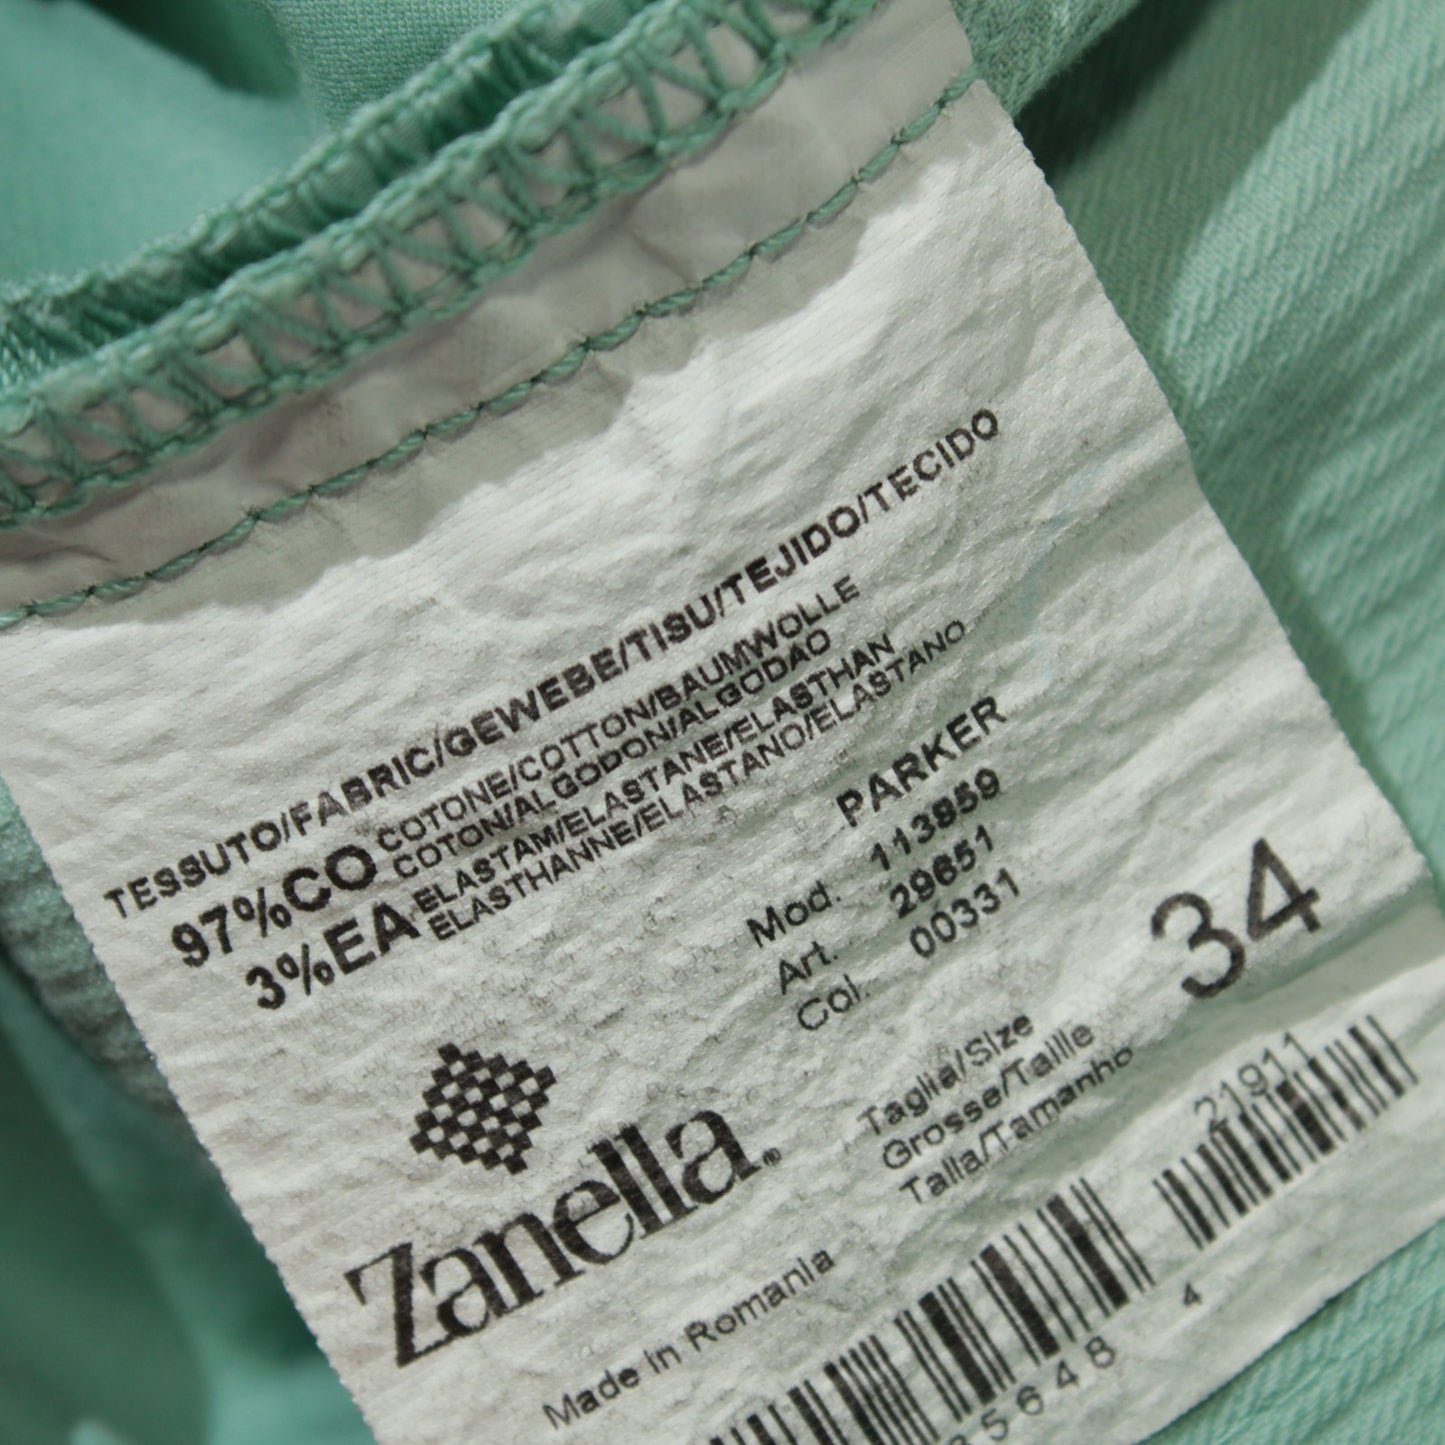 TESSUTO/FABRIC/GEWEBE/TISU/TEJIDO/TECIDO
97%CO COTONE/COTTON/BAUMWOLLE
COTON/ALGODON/ALGODAO
3%EA ELASTAM/ELASTANE/ELASTHAN
ELASTHANNE/ELASTANO/ELASTANO
PARKER
Mod. 113959
Art. 29651
Col. 00331
Taglia/Size
Grosse/Taille
Talla/Tamanho
34
Zanella®
Made in Romania
21911
35648 4